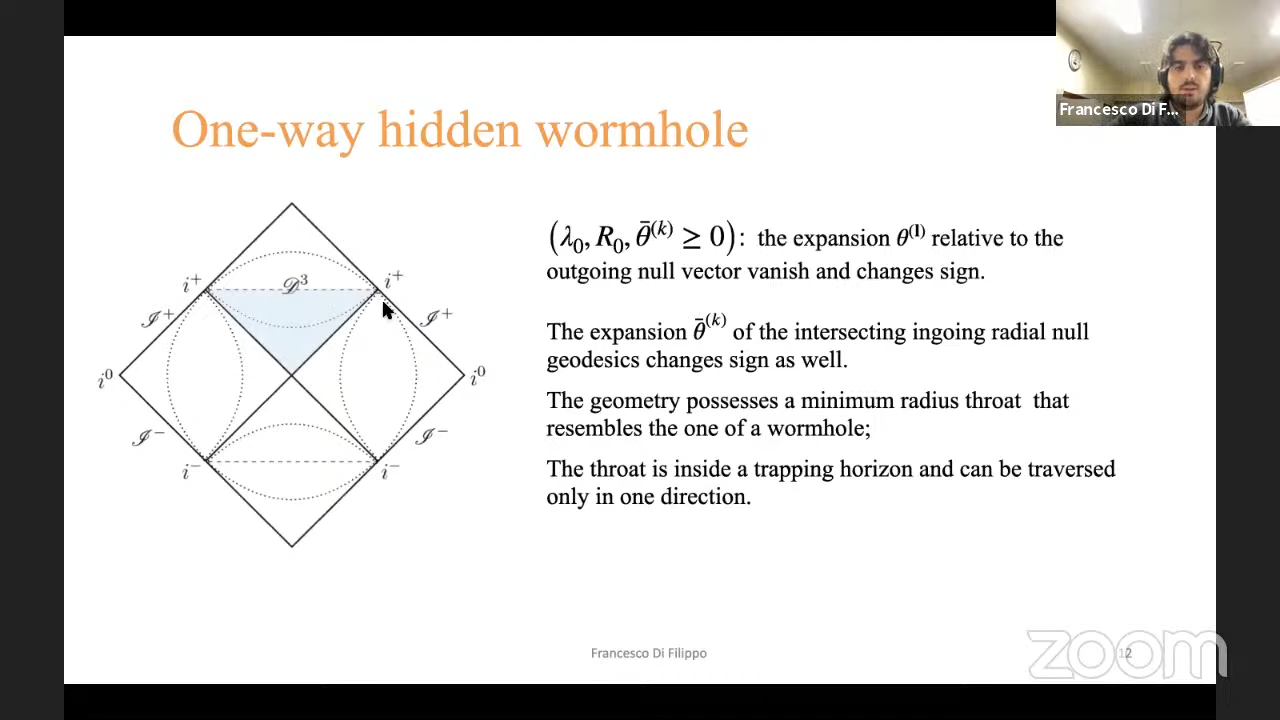 Francesco Di F...
One-way hidden wormhole
(λ₀, R₀, θ̄⁽ᵏ⁾ ≥ 0): the expansion θ⁽ˡ⁾ relative to the
outgoing null vector vanish and changes sign.
The expansion θ̄⁽ᵏ⁾ of the intersecting ingoing radial null
geodesics changes sign as well.
The geometry possesses a minimum radius throat that
resembles the one of a wormhole;
The throat is inside a trapping horizon and can be traversed
only in one direction.
𝒟³
i⁺
i⁺
ℐ⁺
ℐ⁺
i⁰
i⁰
ℐ⁻
ℐ⁻
i⁻
i⁻
Francesco Di Filippo
12
zoom